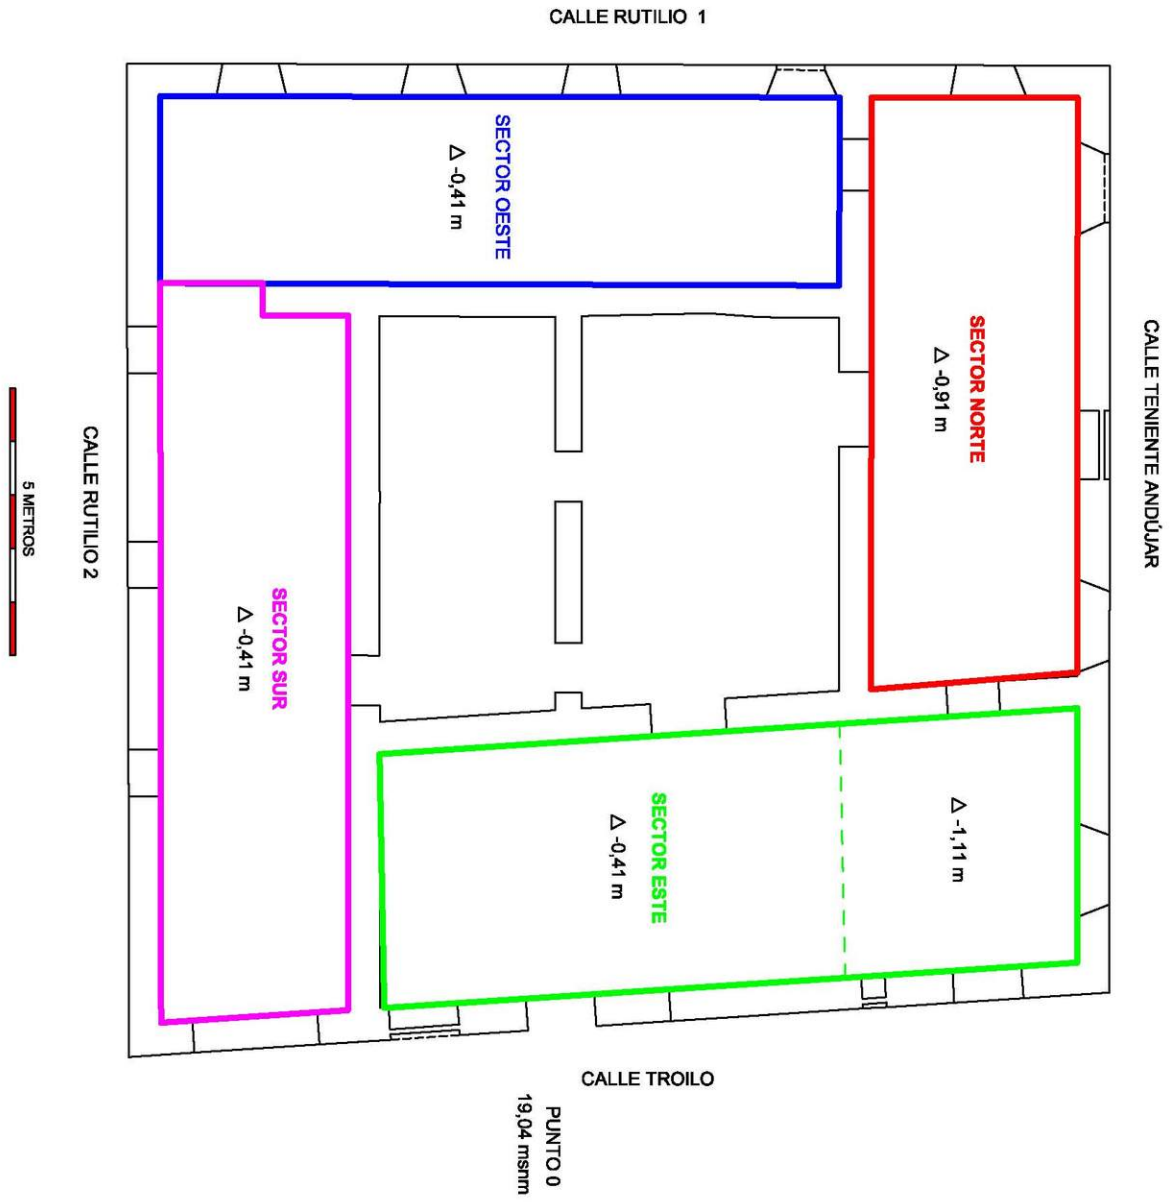 CALLE RUTILIO 1
SECTOR OESTE
△ -0,41 m
SECTOR NORTE
△ -0,91 m
CALLE TENIENTE ANDÚJAR
CALLE RUTILIO 2
5 METROS
SECTOR SUR
△ -0,41 m
SECTOR ESTE
△ -0,41 m
△ -1,11 m
CALLE TROILO
PUNTO 0
19,04 msnm